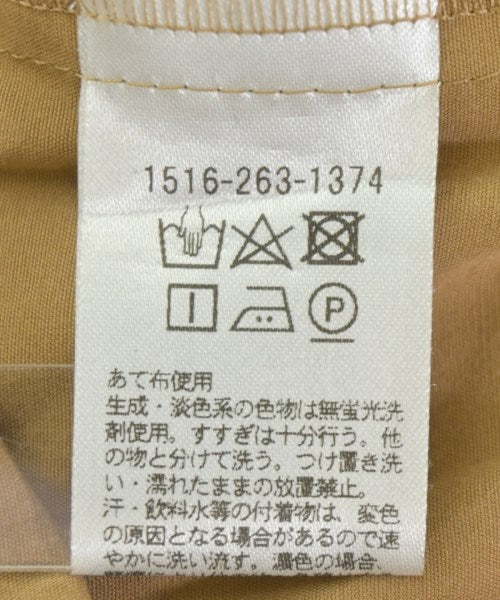 1516-263-1374
P
あて布使用
生成・淡色系の色物は無蛍光洗
剤使用。すすぎは十分行う。他
の物と分けて洗う。つけ置き洗
い・濡れたままの放置禁止。
汗・飲料水等の付着物は、変色
の原因となる場合があるので速
やかに洗い流す。濃色の場合、